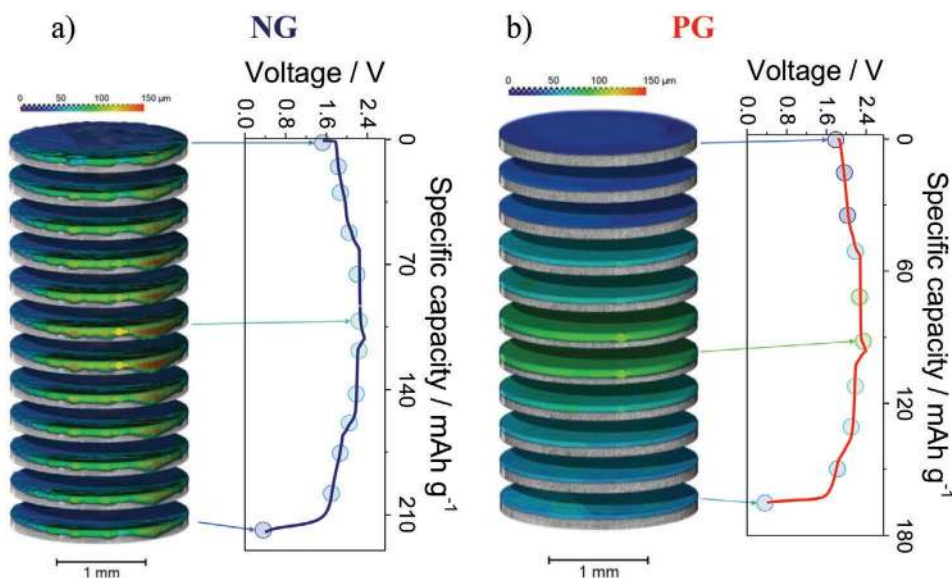 a)
NG
Voltage / V
0 50 100 150 µm
0.0 0.8 1.6 2.4
0
70
140
210
Specific capacity / mAh g⁻¹
1 mm
b)
PG
Voltage / V
0 50 100 150 µm
0.0 0.8 1.6 2.4
0
60
120
180
Specific capacity / mAh g⁻¹
1 mm